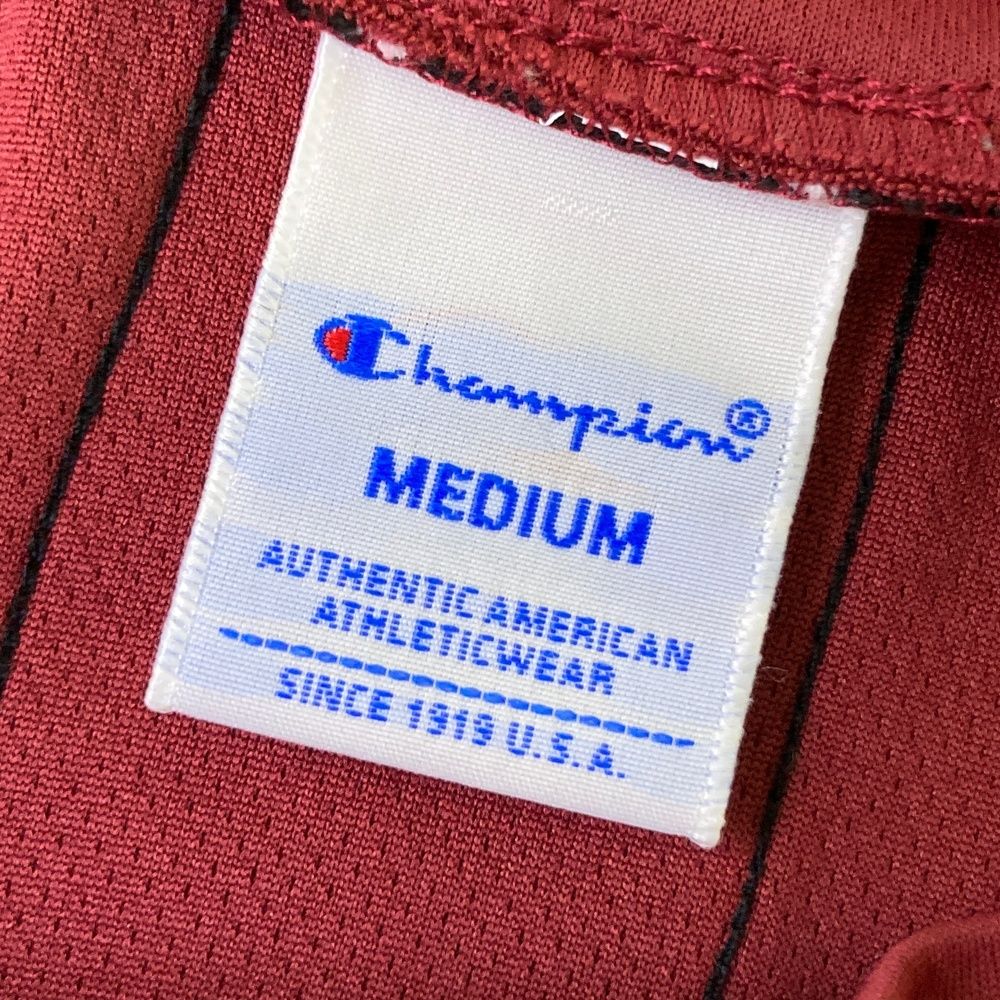 Champion®
MEDIUM
AUTHENTIC AMERICAN
ATHLETICWEAR
SINCE 1919 U.S.A.